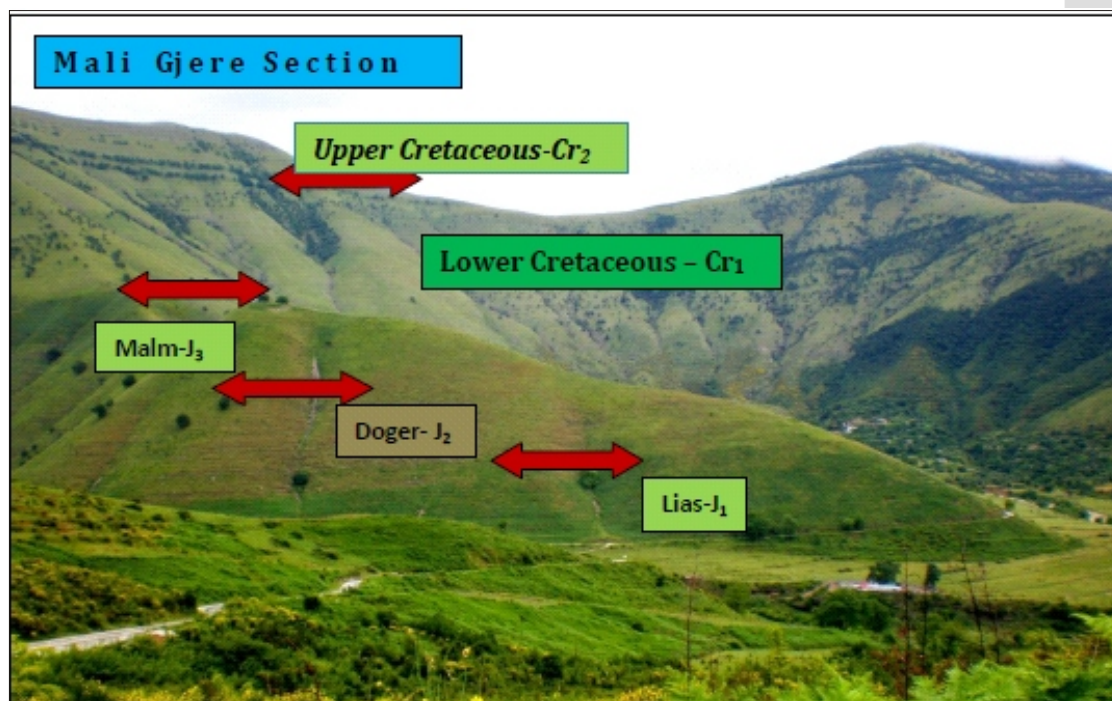 Mali Gjere Section
Upper Cretaceous-Cr₂
Lower Cretaceous – Cr₁
Malm-J₃
Doger- J₂
Lias-J₁